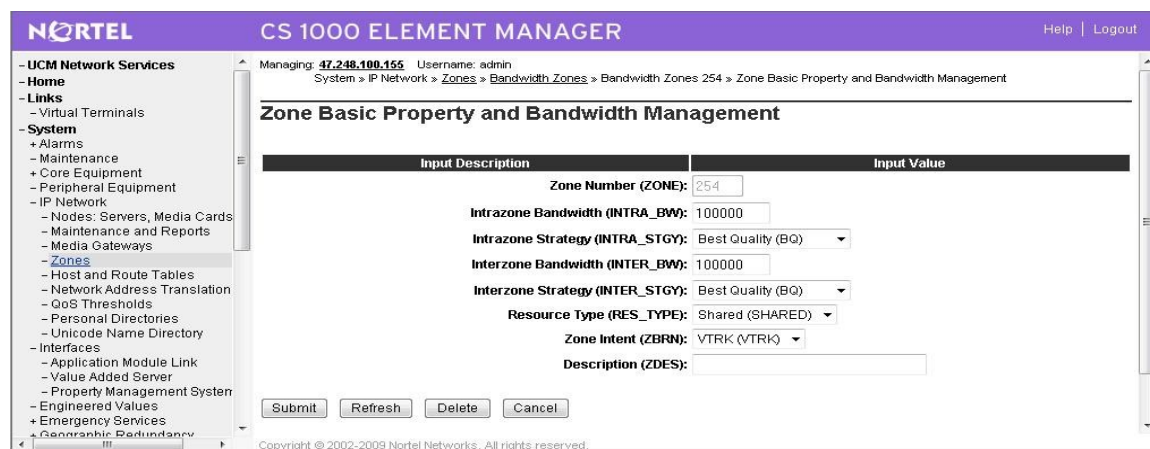 NORTEL
CS 1000 ELEMENT MANAGER
Help | Logout
- UCM Network Services
- Home
- Links
- Virtual Terminals
- System
+ Alarms
- Maintenance
+ Core Equipment
- Peripheral Equipment
- IP Network
- Nodes: Servers, Media Cards
- Maintenance and Reports
- Media Gateways
- Zones
- Host and Route Tables
- Network Address Translation
- QoS Thresholds
- Personal Directories
- Unicode Name Directory
- Interfaces
- Application Module Link
- Value Added Server
- Property Management System
- Engineered Values
+ Emergency Services
+ Geographic Redundancy
Managing: 47.248.100.155 Username: admin
System » IP Network » Zones » Bandwidth Zones » Bandwidth Zones 254 » Zone Basic Property and Bandwidth Management
Zone Basic Property and Bandwidth Management
Input Description Input Value
Zone Number (ZONE): 254
Intrazone Bandwidth (INTRA_BW): 100000
Intrazone Strategy (INTRA_STGY): Best Quality (BQ)
Interzone Bandwidth (INTER_BW): 100000
Interzone Strategy (INTER_STGY): Best Quality (BQ)
Resource Type (RES_TYPE): Shared (SHARED)
Zone Intent (ZBRN): VTRK (VTRK)
Description (ZDES):
Submit Refresh Delete Cancel
Copyright © 2002-2009 Nortel Networks. All rights reserved.